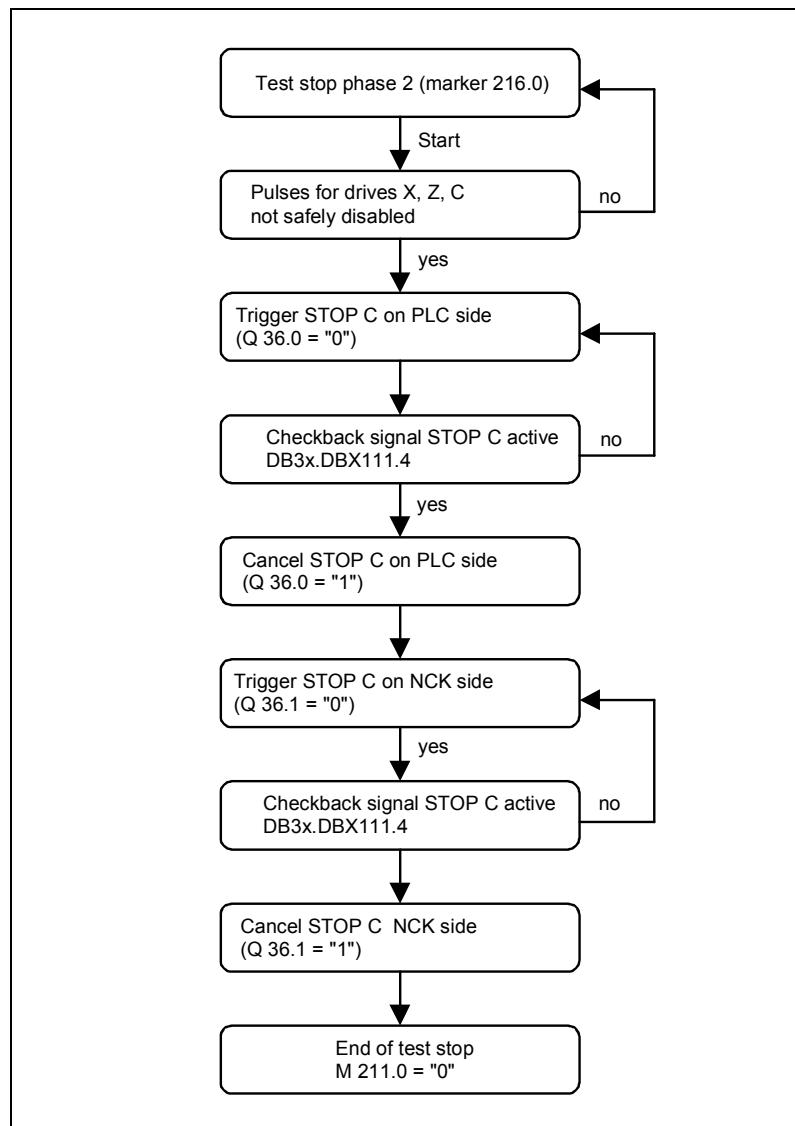 Test stop phase 2 (marker 216.0)
Start
Pulses for drives X, Z, C
not safely disabled
no
yes
Trigger STOP C on PLC side
(Q 36.0 = "0")
Checkback signal STOP C active
DB3x.DBX111.4
no
yes
Cancel STOP C on PLC side
(Q 36.0 = "1")
Trigger STOP C on NCK side
(Q 36.1 = "0")
yes
Checkback signal STOP C active
DB3x.DBX111.4
no
Cancel STOP C  NCK side
(Q 36.1 = "1")
End of test stop
M 211.0 = "0"